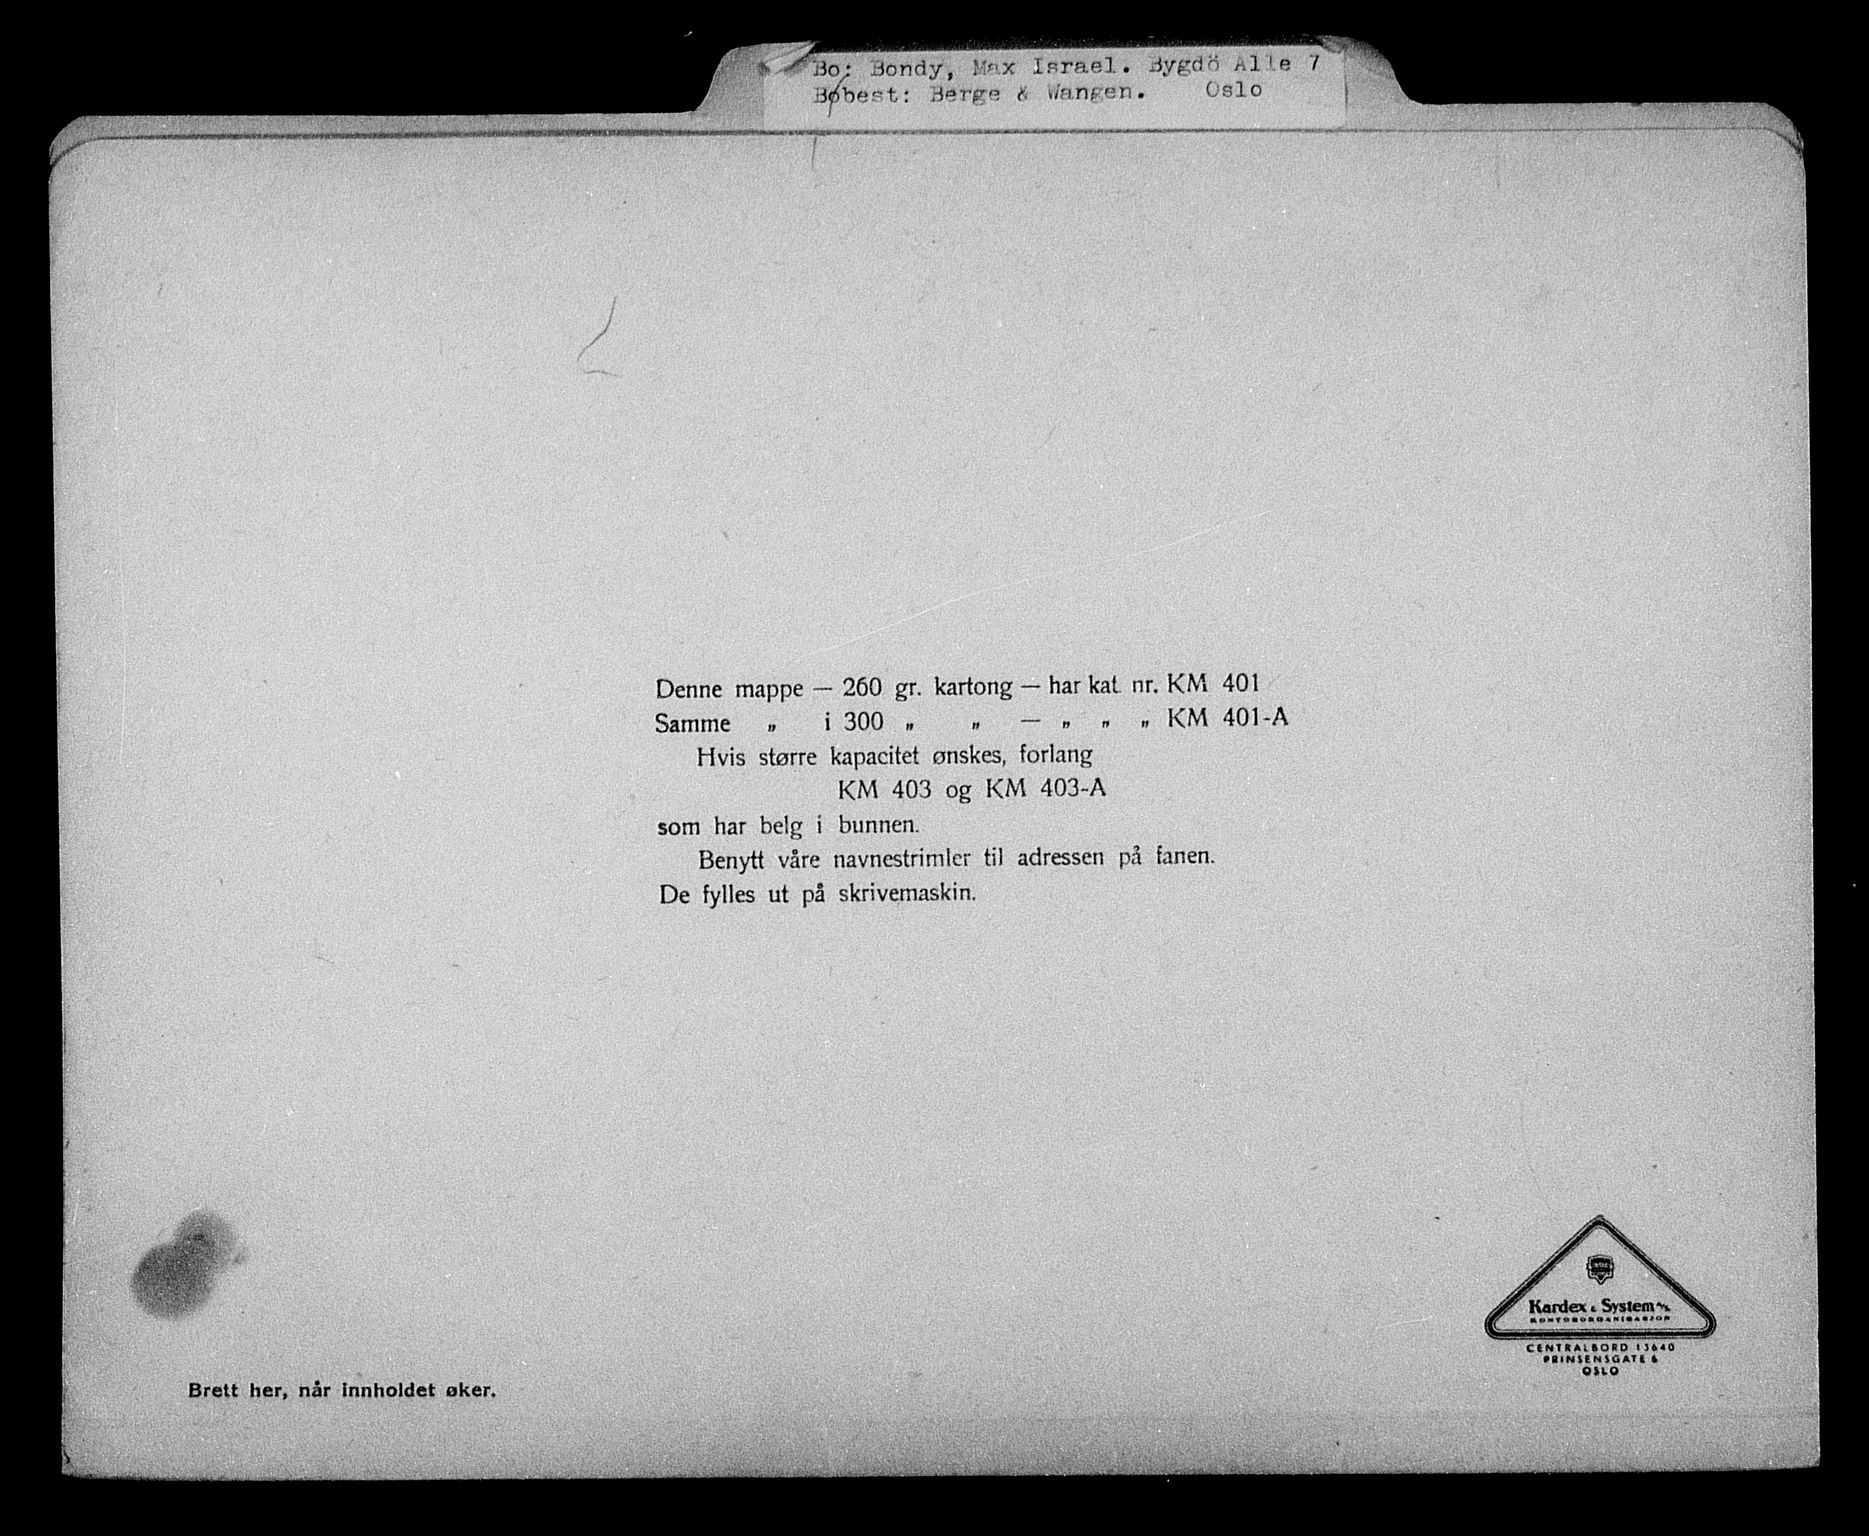 Bo: Bondy, Max Israel. Bygdö Alle 7
Bøbest: Berge & Wangen. Oslo
Denne mappe — 260 gr. kartong — har kat. nr. KM 401
Samme „ i 300 „ „ — „ „ „ KM 401-A
Hvis større kapacitet ønskes, forlang
KM 403 og KM 403-A
som har belg i bunnen.
Benytt våre navnestrimler til adressen på fanen.
De fylles ut på skrivemaskin.
Kardex & System A/S
KONTORORGANISASJON
CENTRALBORD 13640
PRINSENSGATE 6
OSLO
Brett her, når innholdet øker.